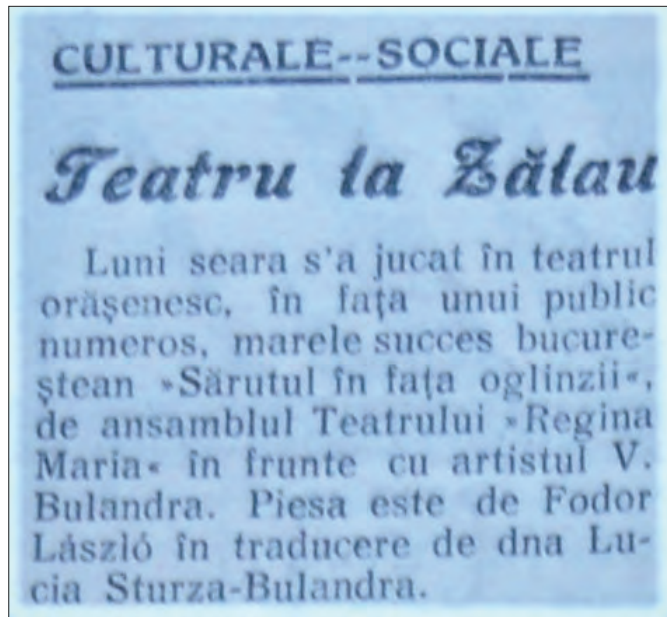 CULTURALE--SOCIALE
Teatru la Zălau
Luni seara s'a jucat în teatrul
orăşenesc, în faţa unui public
numeros, marele succes bucure-
ştean »Sărutul în faţa oglinzii«,
de ansamblul Teatrului »Regina
Maria« în frunte cu artistul V.
Bulandra. Piesa este de Fodor
László în traducere de dna Lu-
cia Sturza-Bulandra.